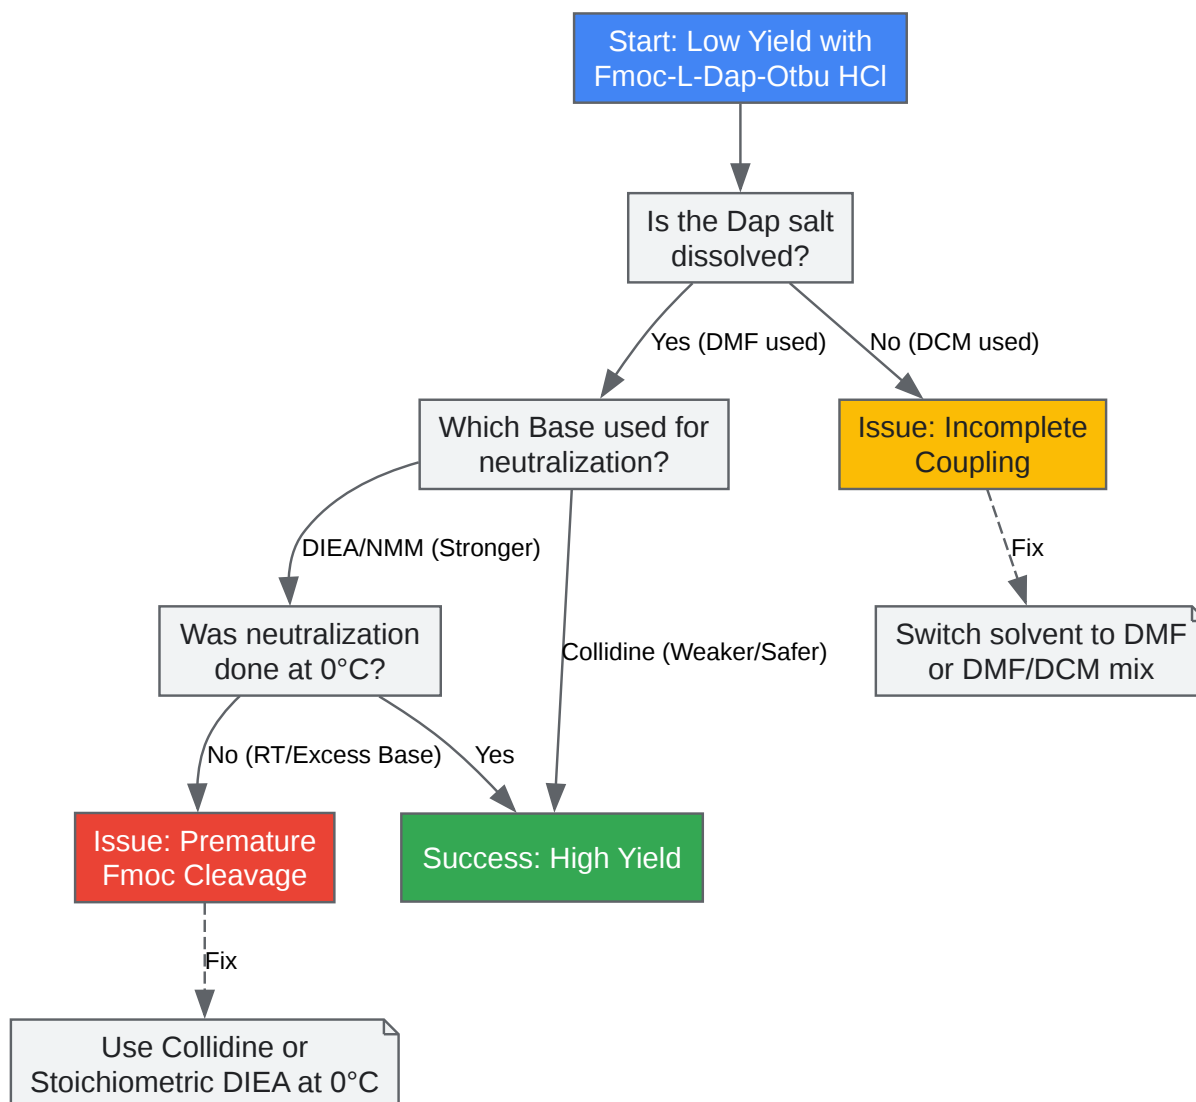 Start: Low Yield with
Fmoc-L-Dap-Otbu HCl
Is the Dap salt
dissolved?
Yes (DMF used)
No (DCM used)
Which Base used for
neutralization?
Issue: Incomplete
Coupling
DIEA/NMM (Stronger)
Fix
Was neutralization
done at 0°C?
Collidine (Weaker/Safer)
Switch solvent to DMF
or DMF/DCM mix
No (RT/Excess Base)
Yes
Issue: Premature
Fmoc Cleavage
Success: High Yield
Fix
Use Collidine or
Stoichiometric DIEA at 0°C